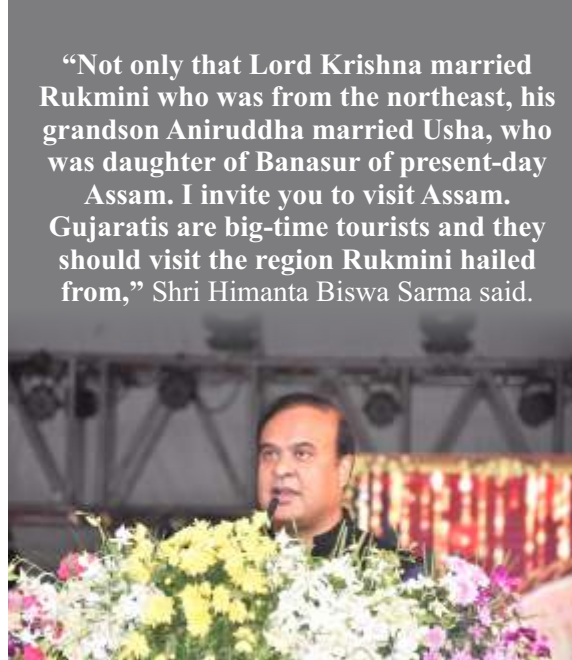 “Not only that Lord Krishna married
Rukmini who was from the northeast, his
grandson Aniruddha married Usha, who
was daughter of Banasur of present-day
Assam. I invite you to visit Assam.
Gujaratis are big-time tourists and they
should visit the region Rukmini hailed
from,” Shri Himanta Biswa Sarma said.